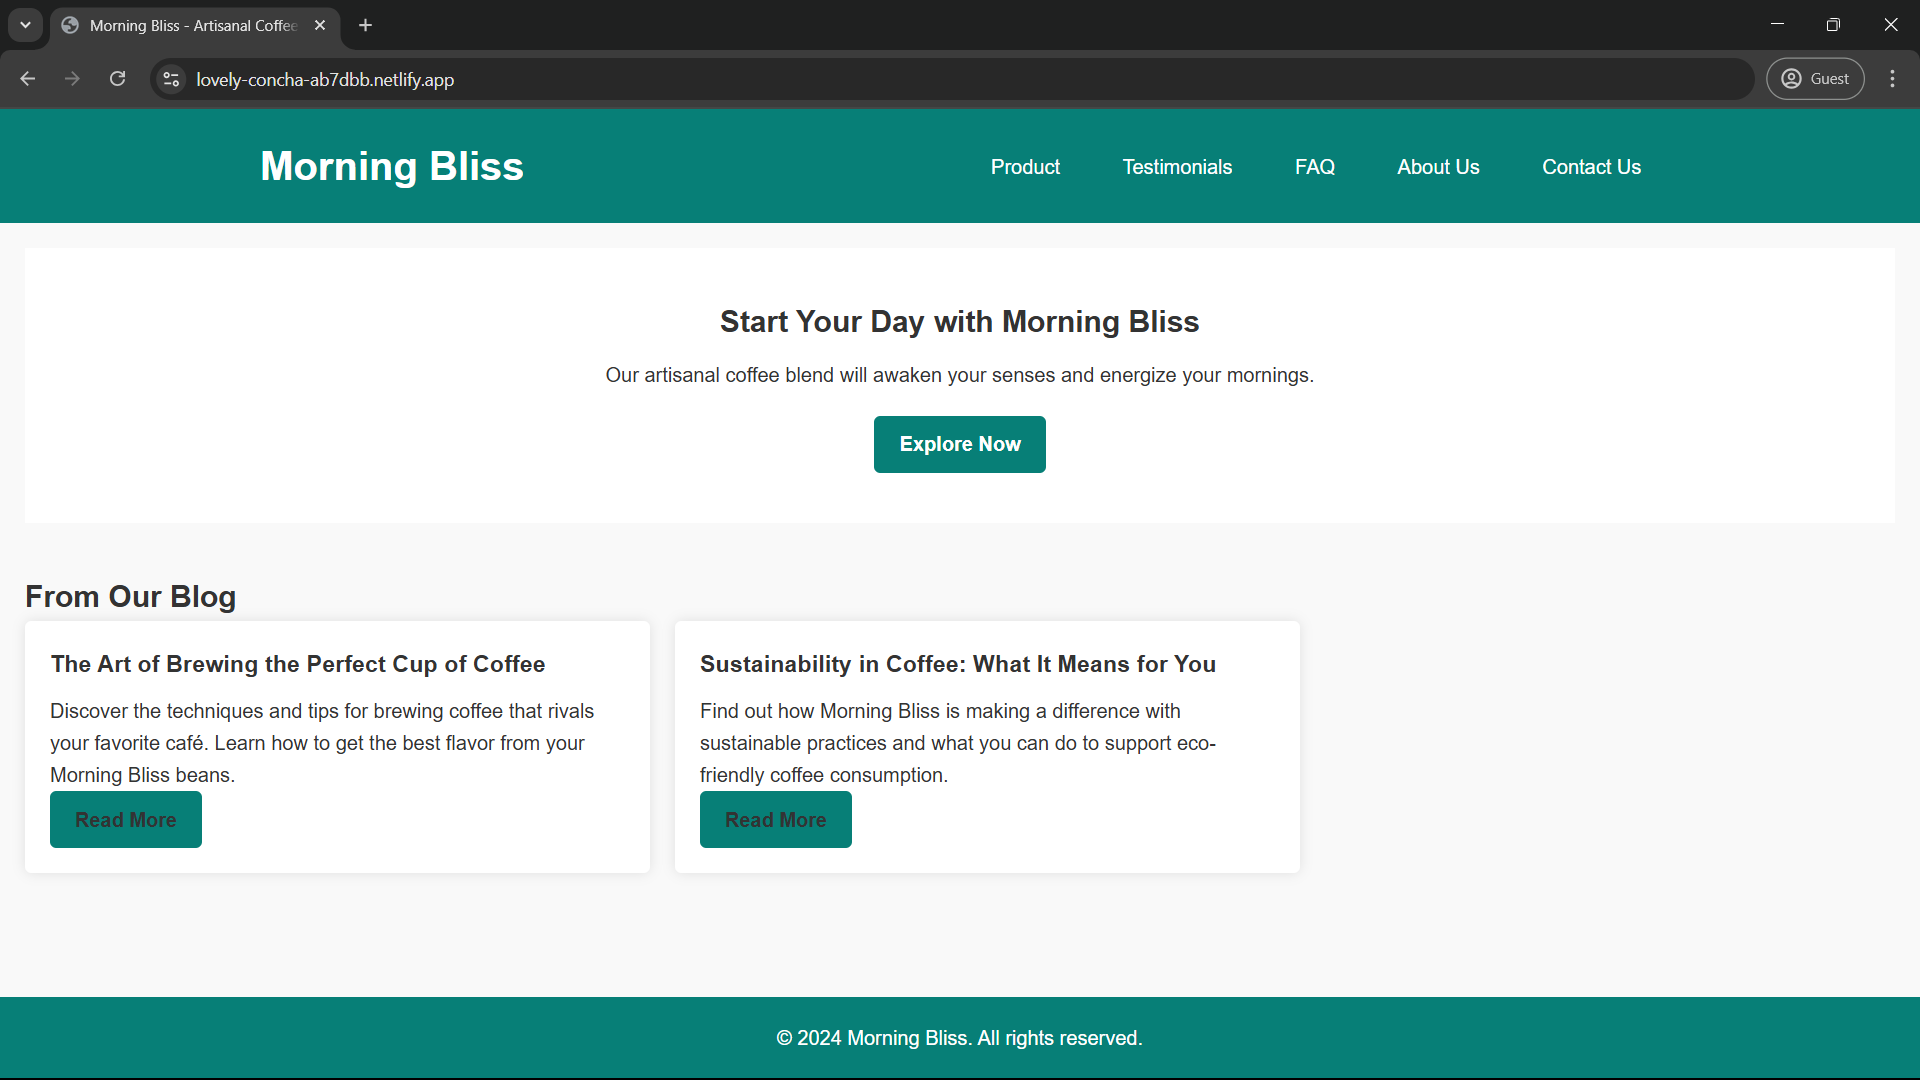 Morning Bliss - Artisanal Coffee
lovely-concha-ab7dbb.netlify.app
Guest
Morning Bliss
Product
Testimonials
FAQ
About Us
Contact Us
Start Your Day with Morning Bliss
Our artisanal coffee blend will awaken your senses and energize your mornings.
Explore Now
From Our Blog
The Art of Brewing the Perfect Cup of Coffee
Discover the techniques and tips for brewing coffee that rivals
your favorite café. Learn how to get the best flavor from your
Morning Bliss beans.
Read More
Sustainability in Coffee: What It Means for You
Find out how Morning Bliss is making a difference with
sustainable practices and what you can do to support eco-
friendly coffee consumption.
Read More
© 2024 Morning Bliss. All rights reserved.